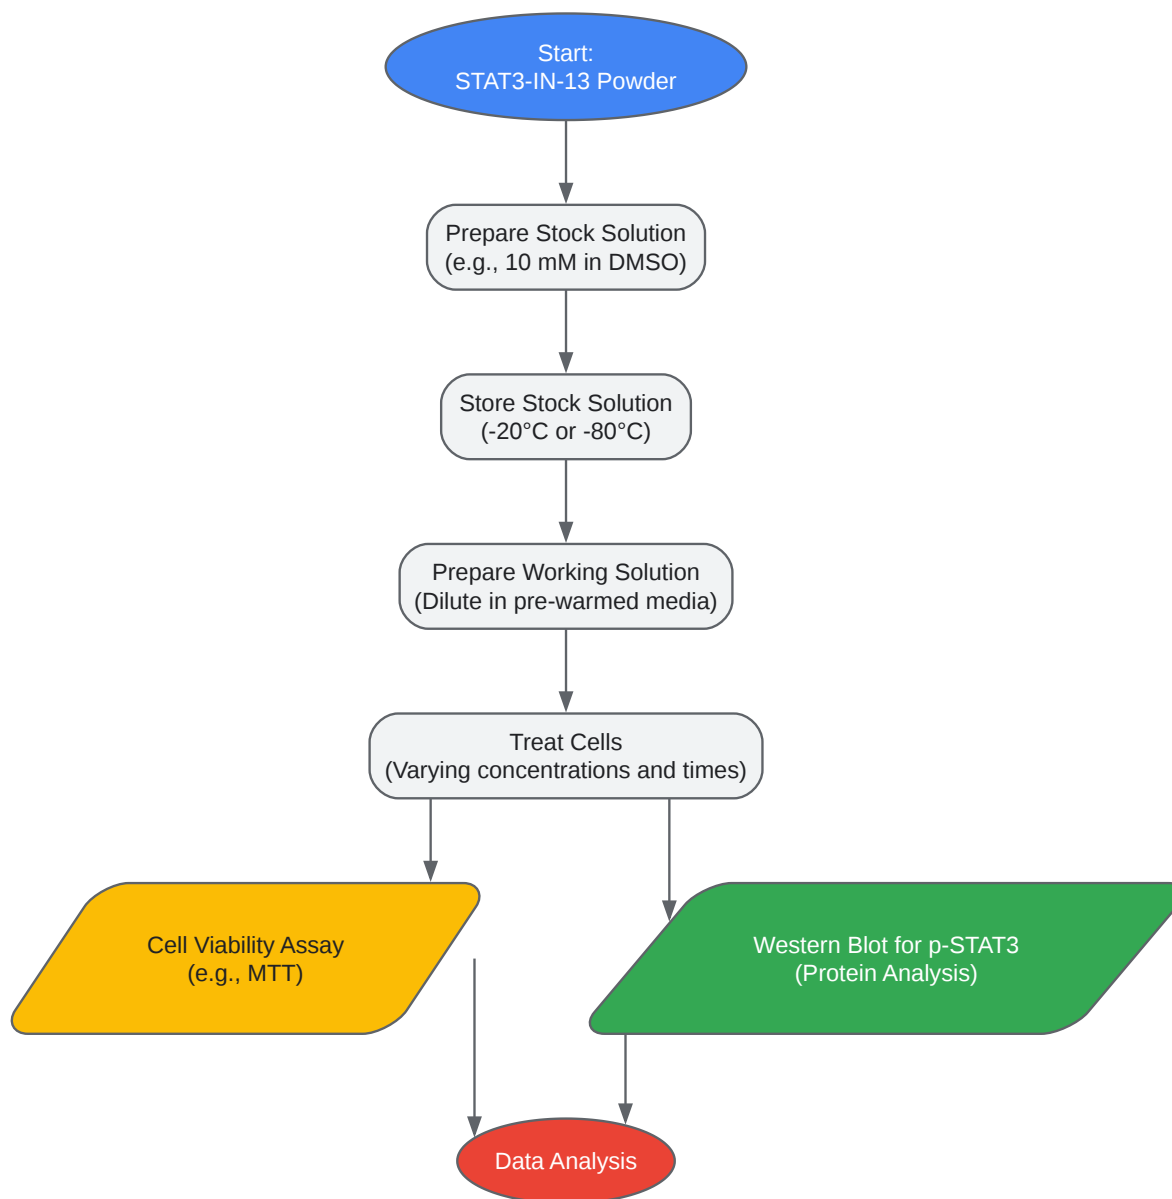 Start:
STAT3-IN-13 Powder
Prepare Stock Solution
(e.g., 10 mM in DMSO)
Store Stock Solution
(-20°C or -80°C)
Prepare Working Solution
(Dilute in pre-warmed media)
Treat Cells
(Varying concentrations and times)
Cell Viability Assay
(e.g., MTT)
Western Blot for p-STAT3
(Protein Analysis)
Data Analysis